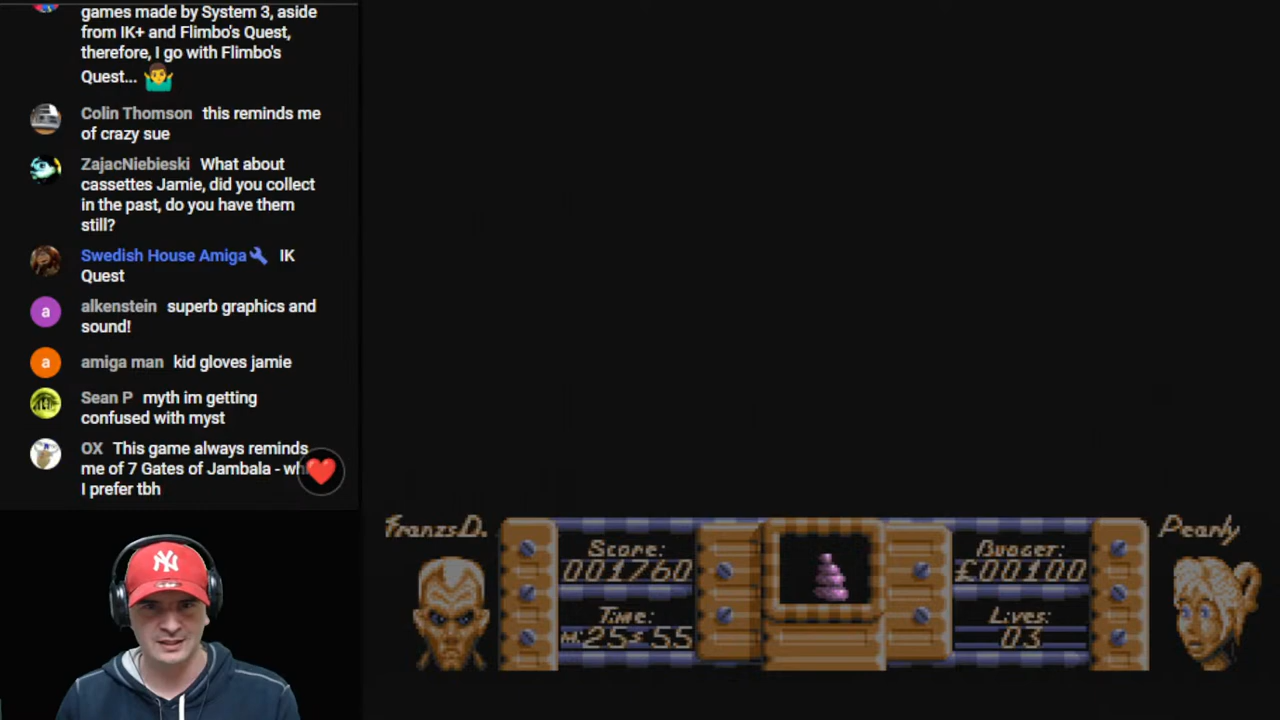 games made by System 3, aside
from IK+ and Flimbo's Quest,
therefore, I go with Flimbo's
Quest... 🤷‍♂️
Colin Thomson this reminds me
of crazy sue
ZajacNiebieski What about
cassettes Jamie, did you collect
in the past, do you have them
still?
Swedish House Amiga IK
Quest
a alkenstein superb graphics and
sound!
a amiga man kid gloves jamie
Sean P myth im getting
confused with myst
OX This game always reminds
me of 7 Gates of Jambala -
I prefer tbh
NY
FranzsD.
Score:
001760
Time:
M:25s55
Budger:
£00100
Lives:
03
Pearly